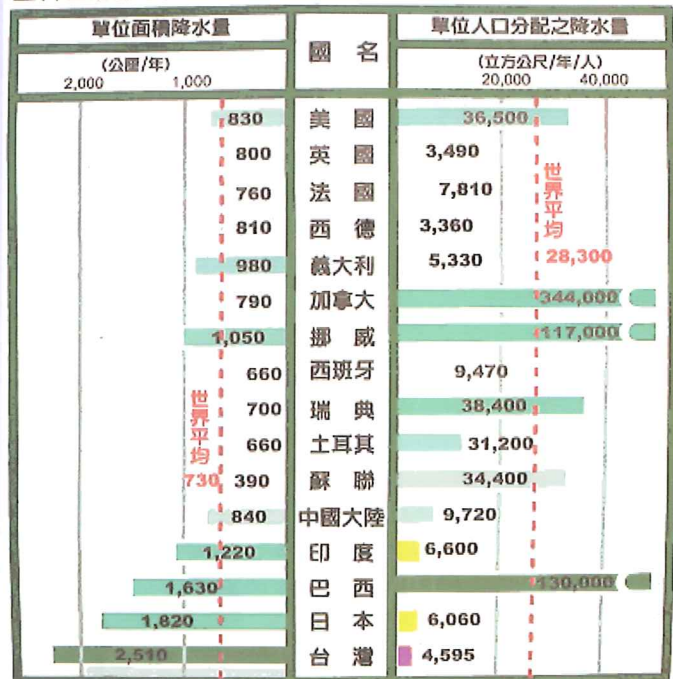 單位面積降水量 國名 單位人口分配之降水量
(公厘/年) (立方公尺/年/人)
2,000 1,000 20,000 40,000
830 美國 36,500
800 英國 3,490
760 法國 7,810
810 西德 3,360
980 義大利 5,330
世界平均 28,300
790 加拿大 344,000
1,050 挪威 117,000
660 西班牙 9,470
700 瑞典 38,400
660 土耳其 31,200
世界平均 730
390 蘇聯 34,400
840 中國大陸 9,720
1,220 印度 6,600
1,630 巴西 130,000
1,820 日本 6,060
2,510 台灣 4,595